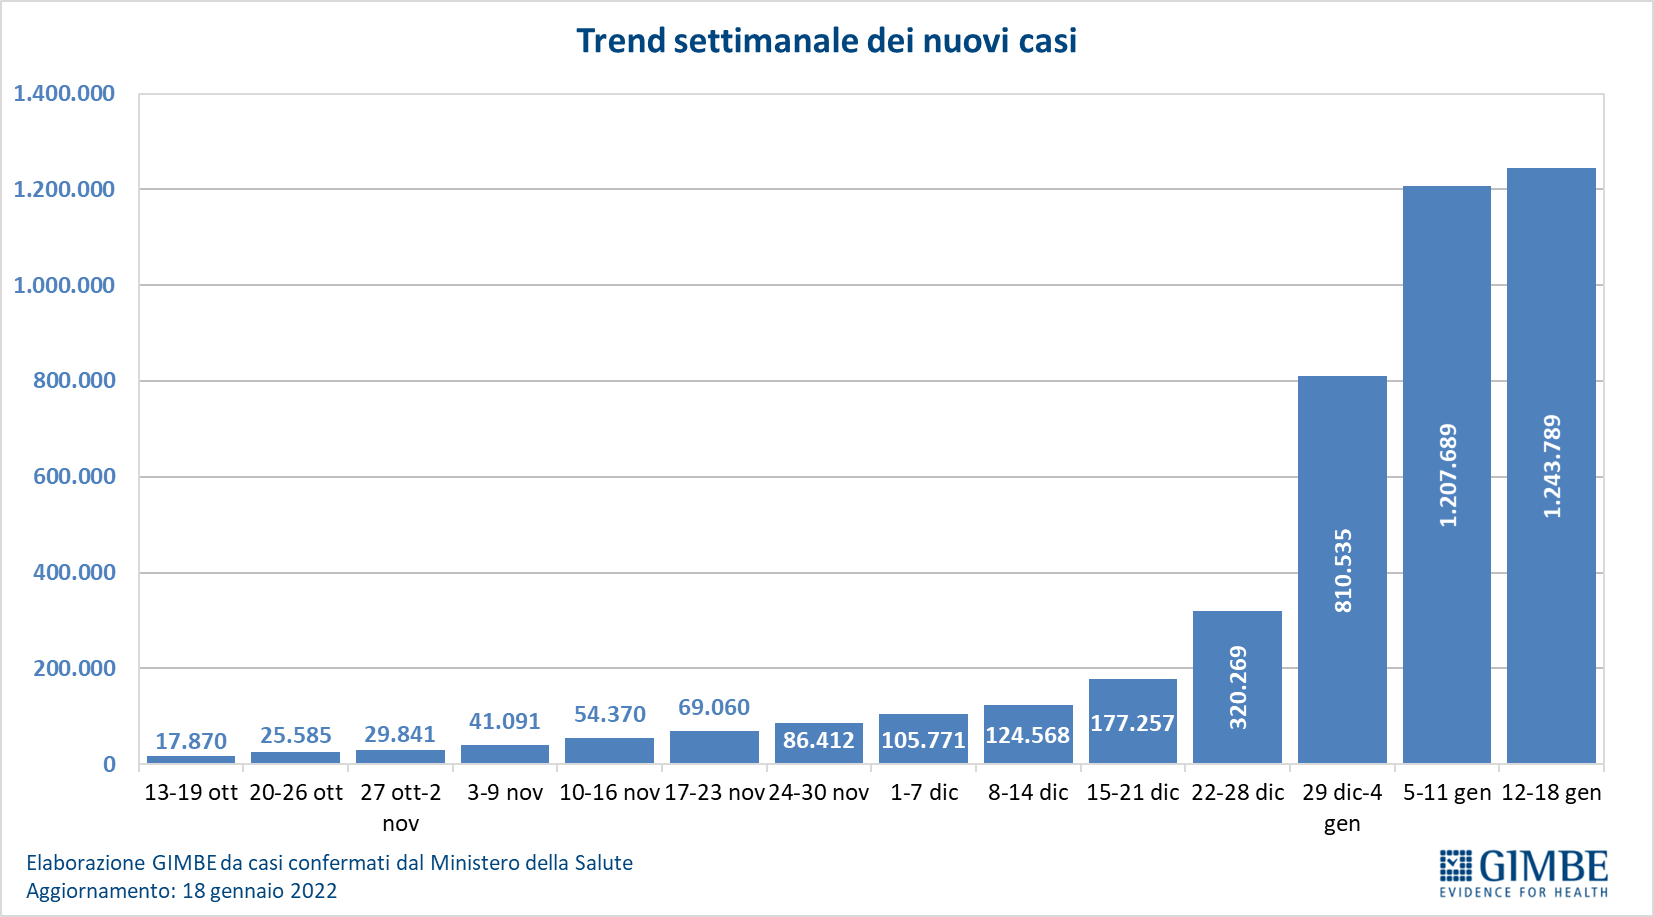 Trend settimanale dei nuovi casi
1.400.000
1.200.000
1.000.000
800.000
600.000
400.000
200.000
0
17.870
25.585
29.841
41.091
54.370
69.060
86.412
105.771
124.568
177.257
320.269
810.535
1.207.689
1.243.789
13-19 ott
20-26 ott
27 ott-2
nov
3-9 nov
10-16 nov
17-23 nov
24-30 nov
1-7 dic
8-14 dic
15-21 dic
22-28 dic
29 dic-4
gen
5-11 gen
12-18 gen
Elaborazione GIMBE da casi confermati dal Ministero della Salute
Aggiornamento: 18 gennaio 2022
GIMBE
EVIDENCE FOR HEALTH